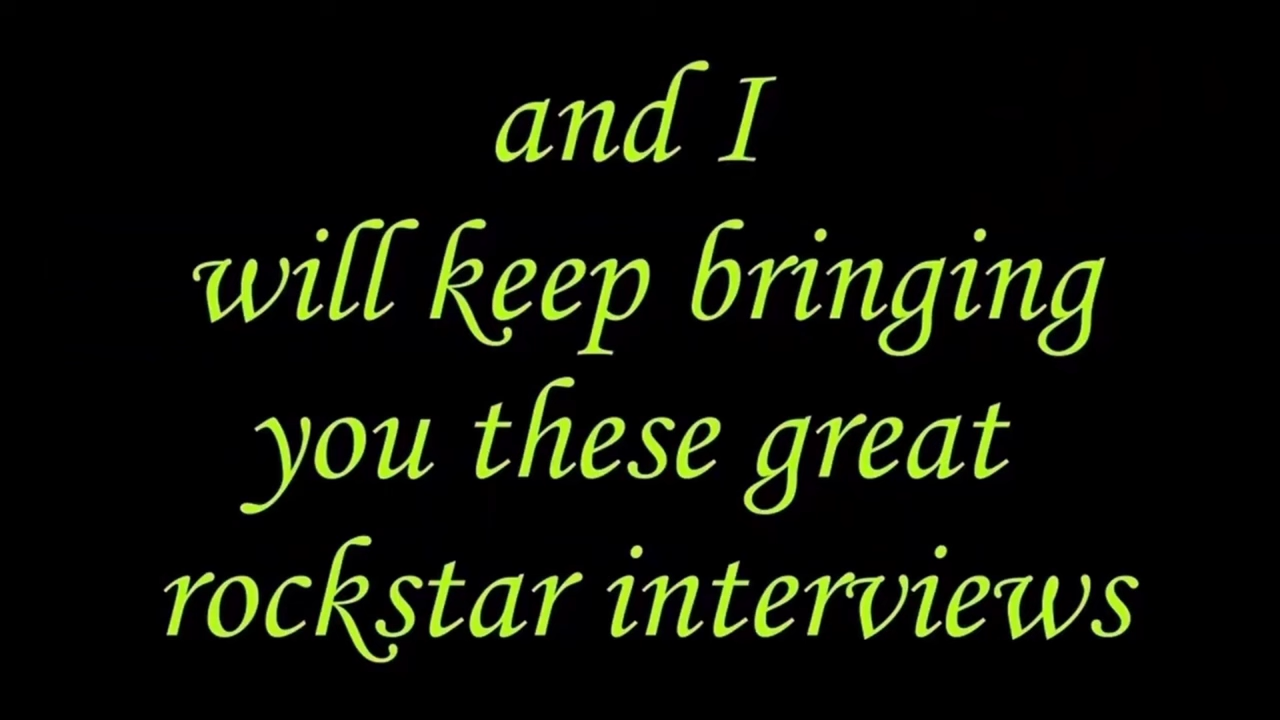 and I
will keep bringing
you these great
rockstar interviews